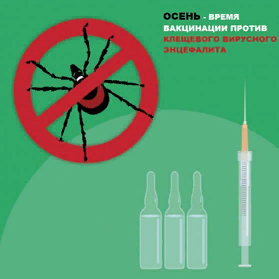 ОСЕНЬ - ВРЕМЯ
ВАКЦИНАЦИИ ПРОТИВ
КЛЕЩЕВОГО ВИРУСНОГО
ЭНЦЕФАЛИТА